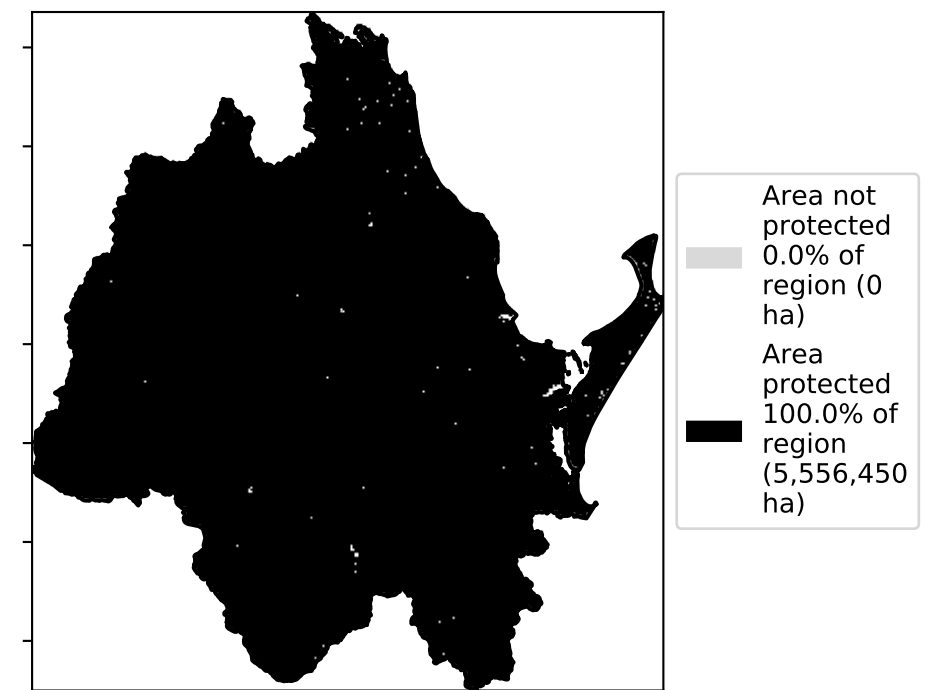 Area not
protected
0.0% of
region (0
ha)
Area
protected
100.0% of
region
(5,556,450
ha)